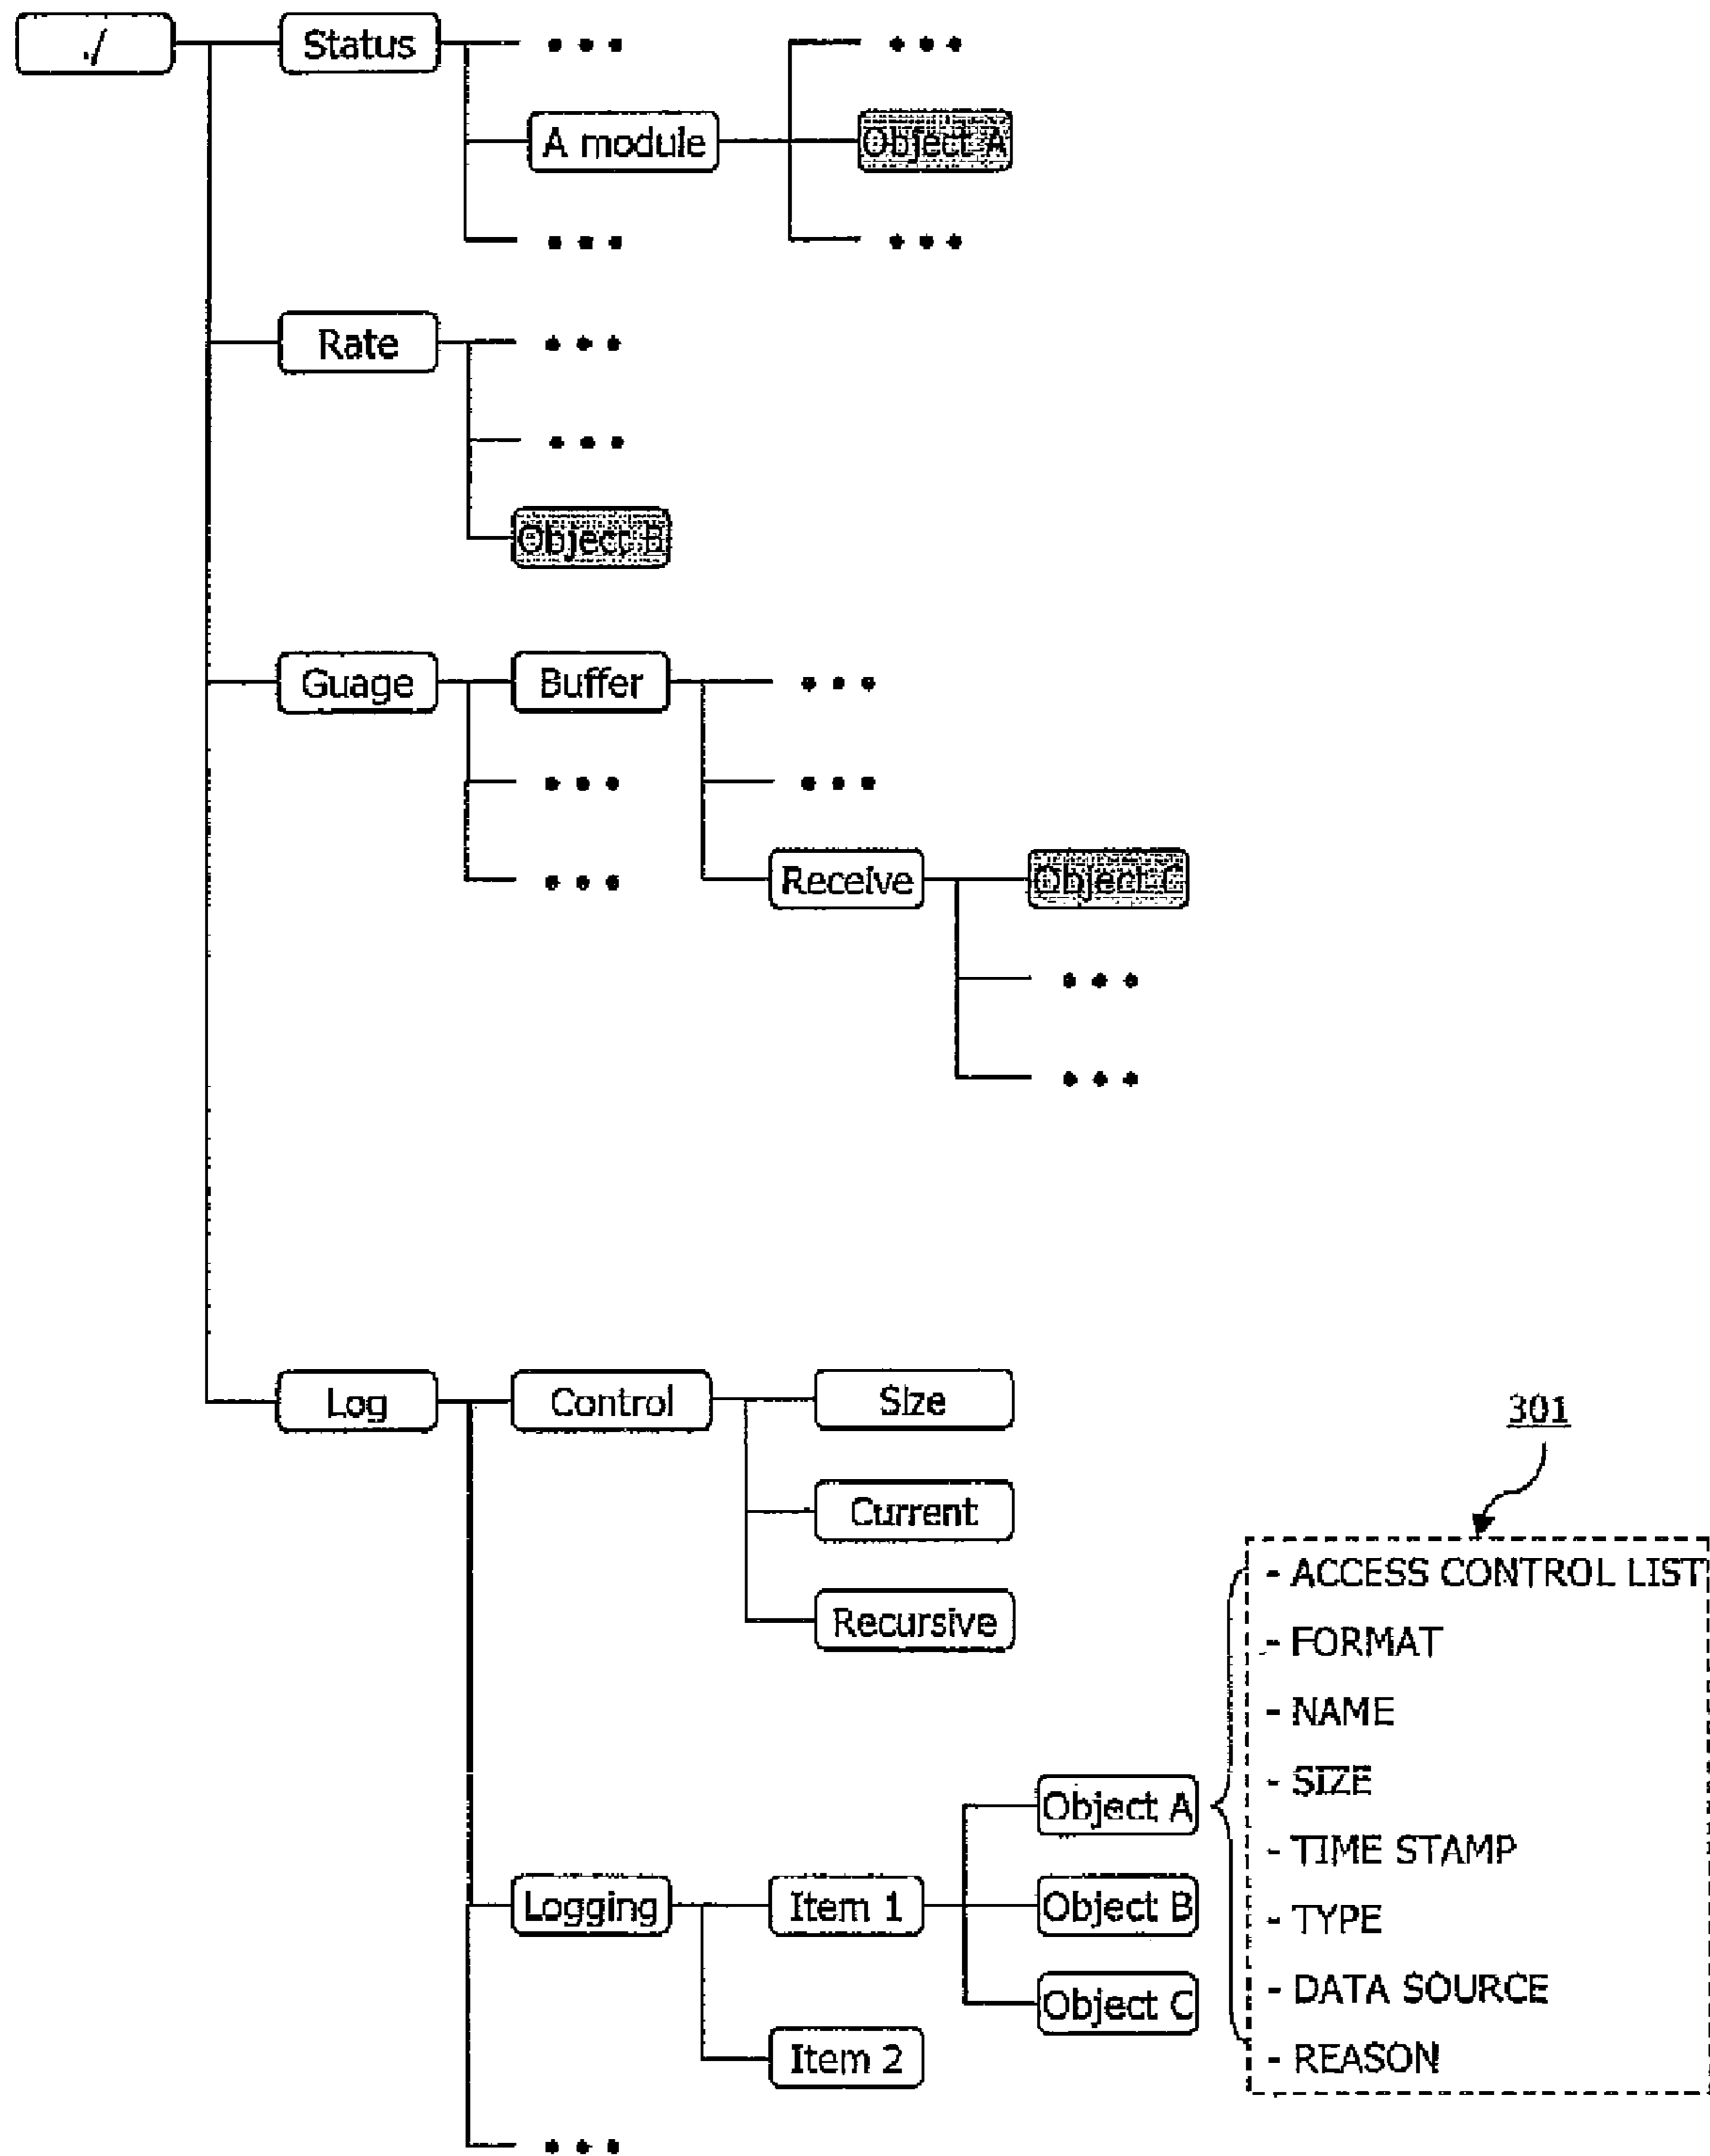 ./
Status
• • •
• • •
A module
Object A
• • •
• • •
Rate
• • •
• • •
Object B
Guage
Buffer
• • •
• • •
• • •
• • •
Receive
Object C
• • •
• • •
Log
Control
Size
301
Current
Recursive
- ACCESS CONTROL LIST
- FORMAT
- NAME
- SIZE
- TIME STAMP
- TYPE
- DATA SOURCE
- REASON
Logging
Item 1
Object A
Object B
Object C
Item 2
• • •